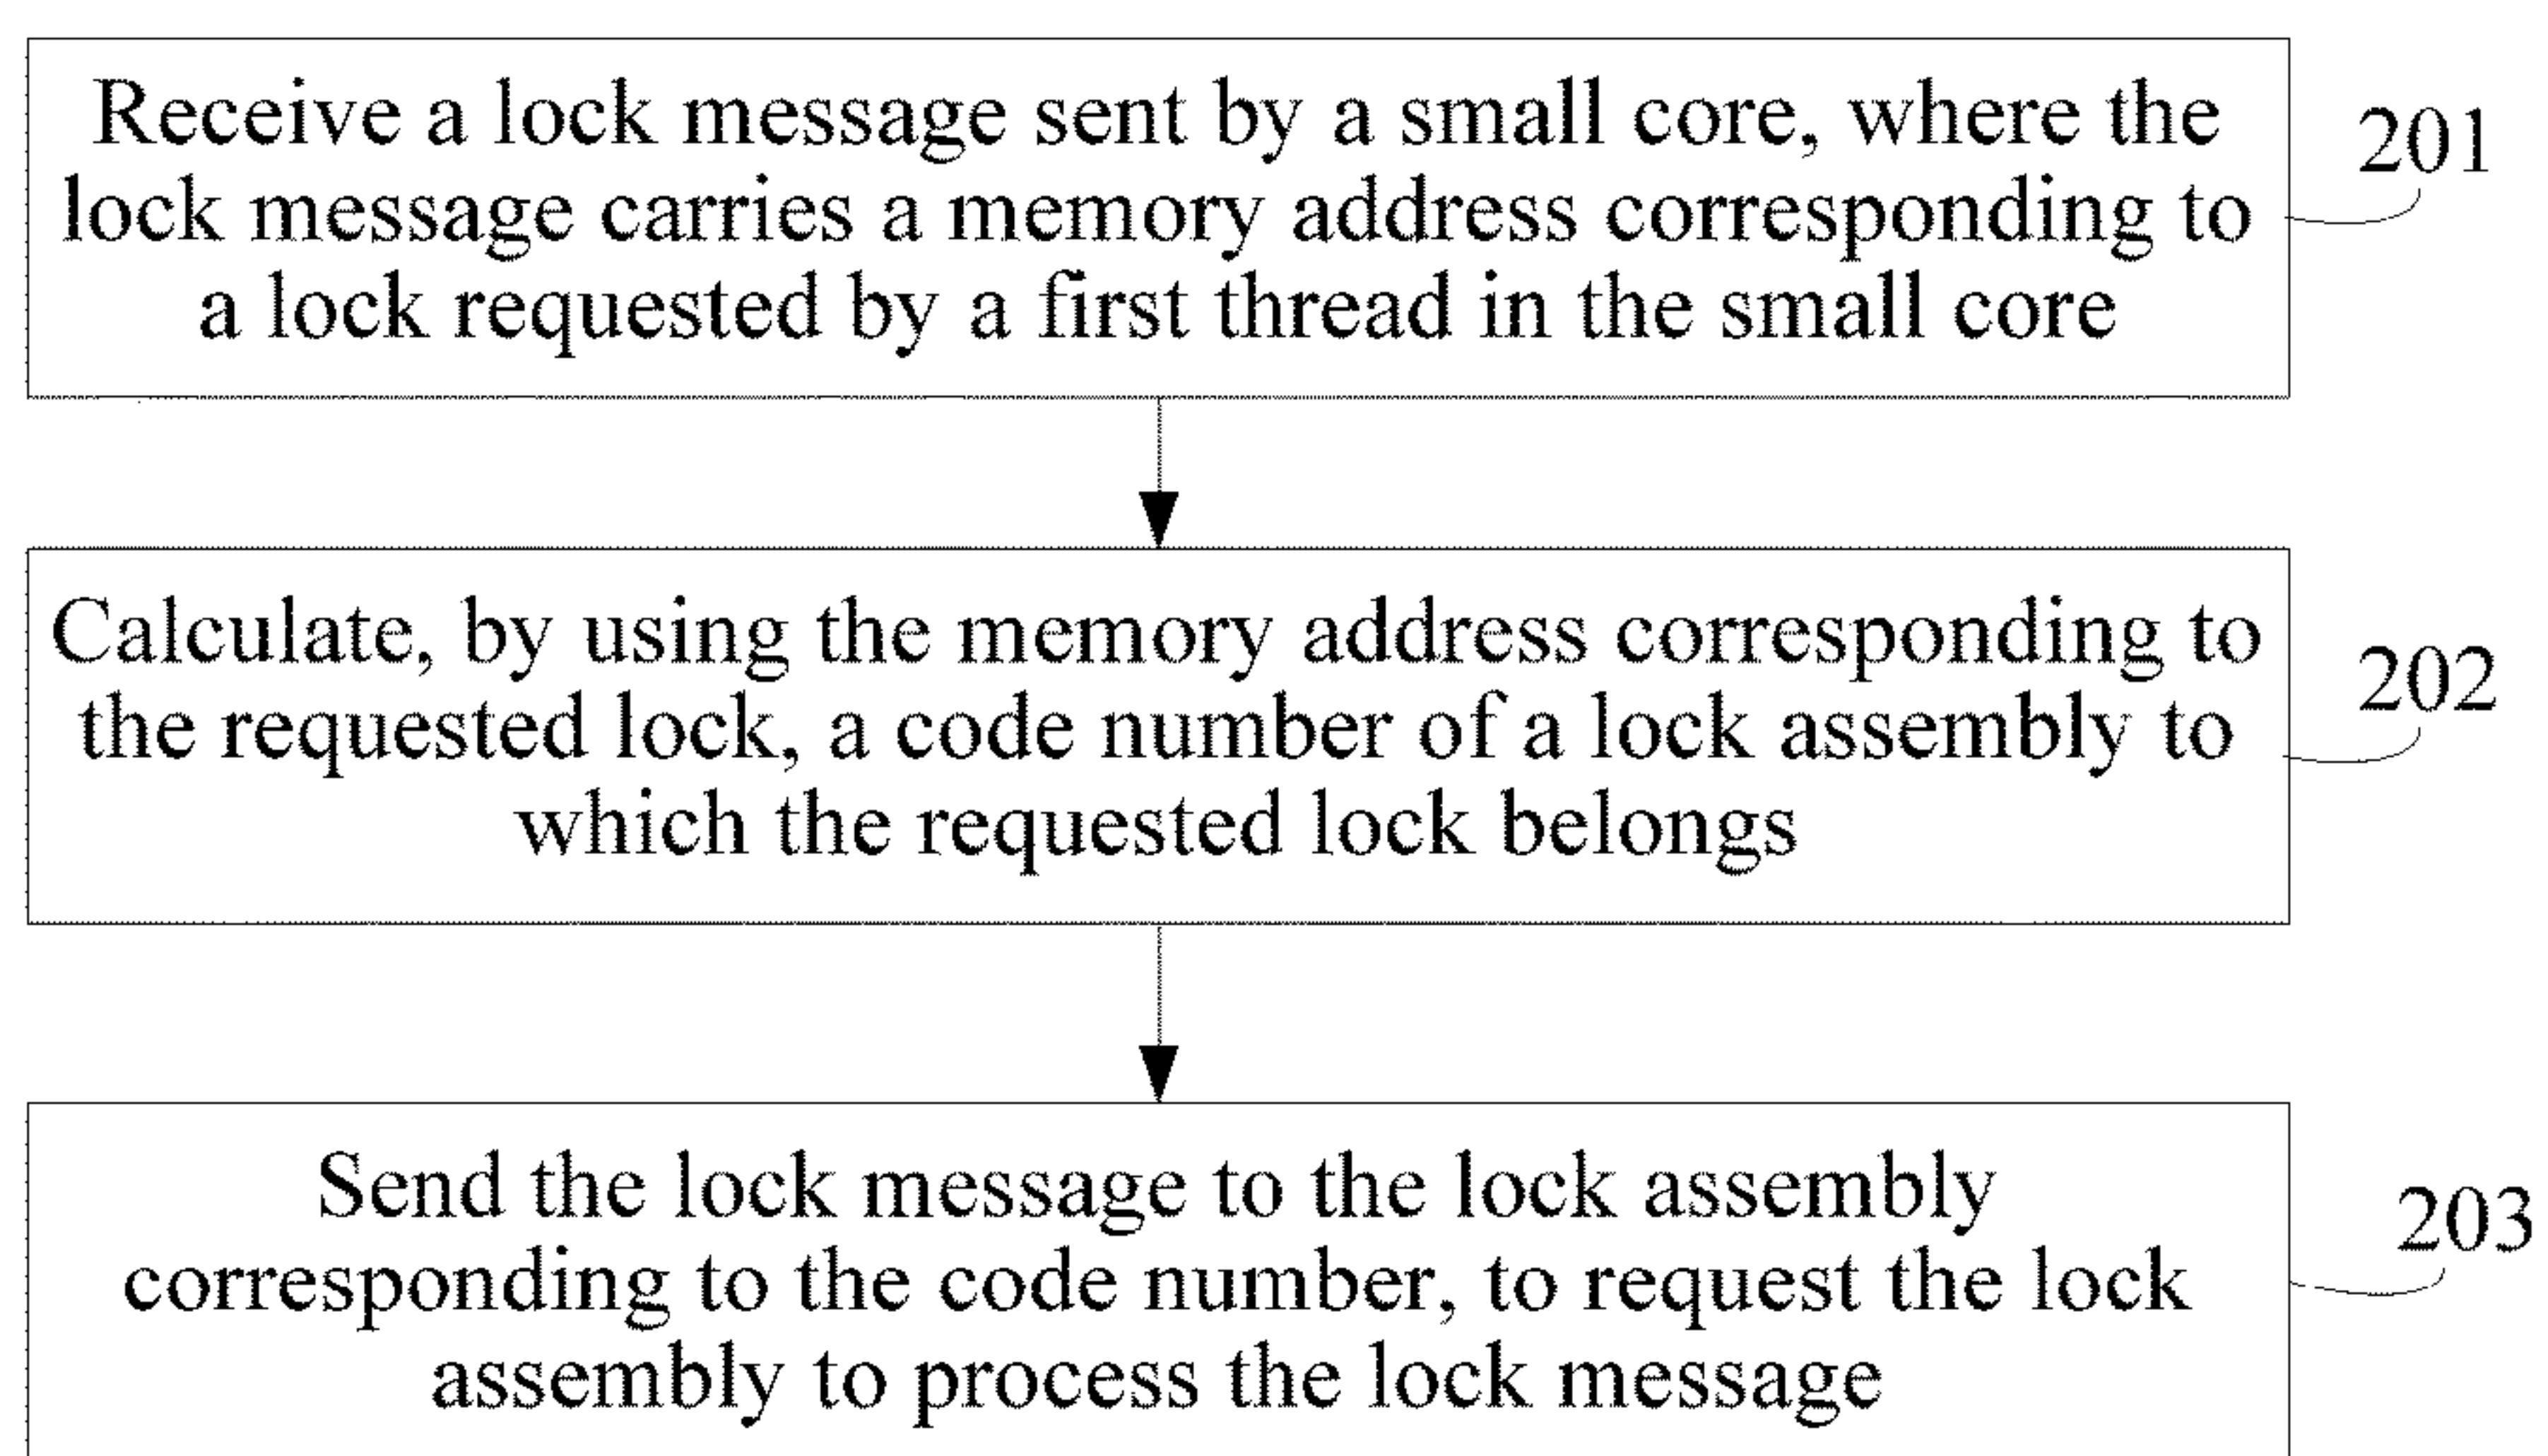 Receive a lock message sent by a small core, where the
lock message carries a memory address corresponding to
a lock requested by a first thread in the small core
201
Calculate, by using the memory address corresponding to
the requested lock, a code number of a lock assembly to
which the requested lock belongs
202
Send the lock message to the lock assembly
corresponding to the code number, to request the lock
assembly to process the lock message
203